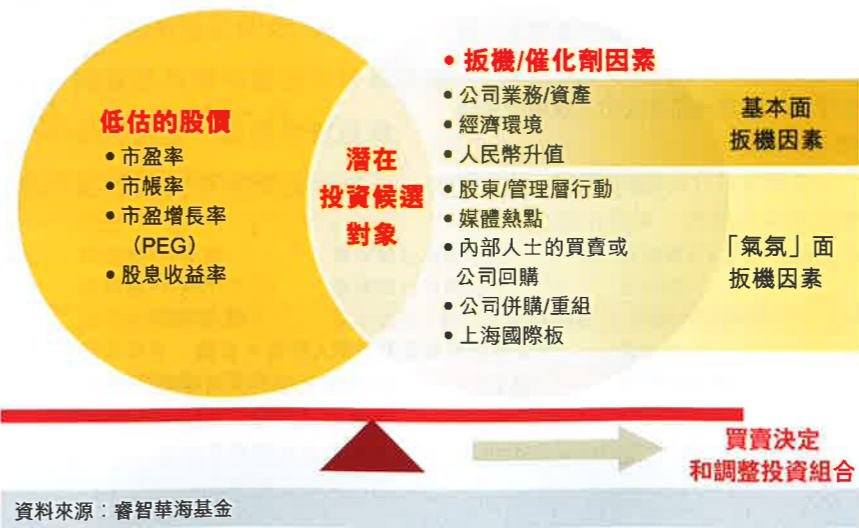 低估的股價
• 市盈率
• 市帳率
• 市盈增長率
（PEG）
• 股息收益率
潛在
投資候選
對象
• 扳機/催化劑因素
• 公司業務/資產
• 經濟環境
• 人民幣升值
• 股東/管理層行動
• 媒體熱點
• 內部人士的買賣或
公司回購
• 公司併購/重組
• 上海國際板
基本面
扳機因素
「氣氛」面
扳機因素
買賣決定
和調整投資組合
資料來源：睿智華海基金